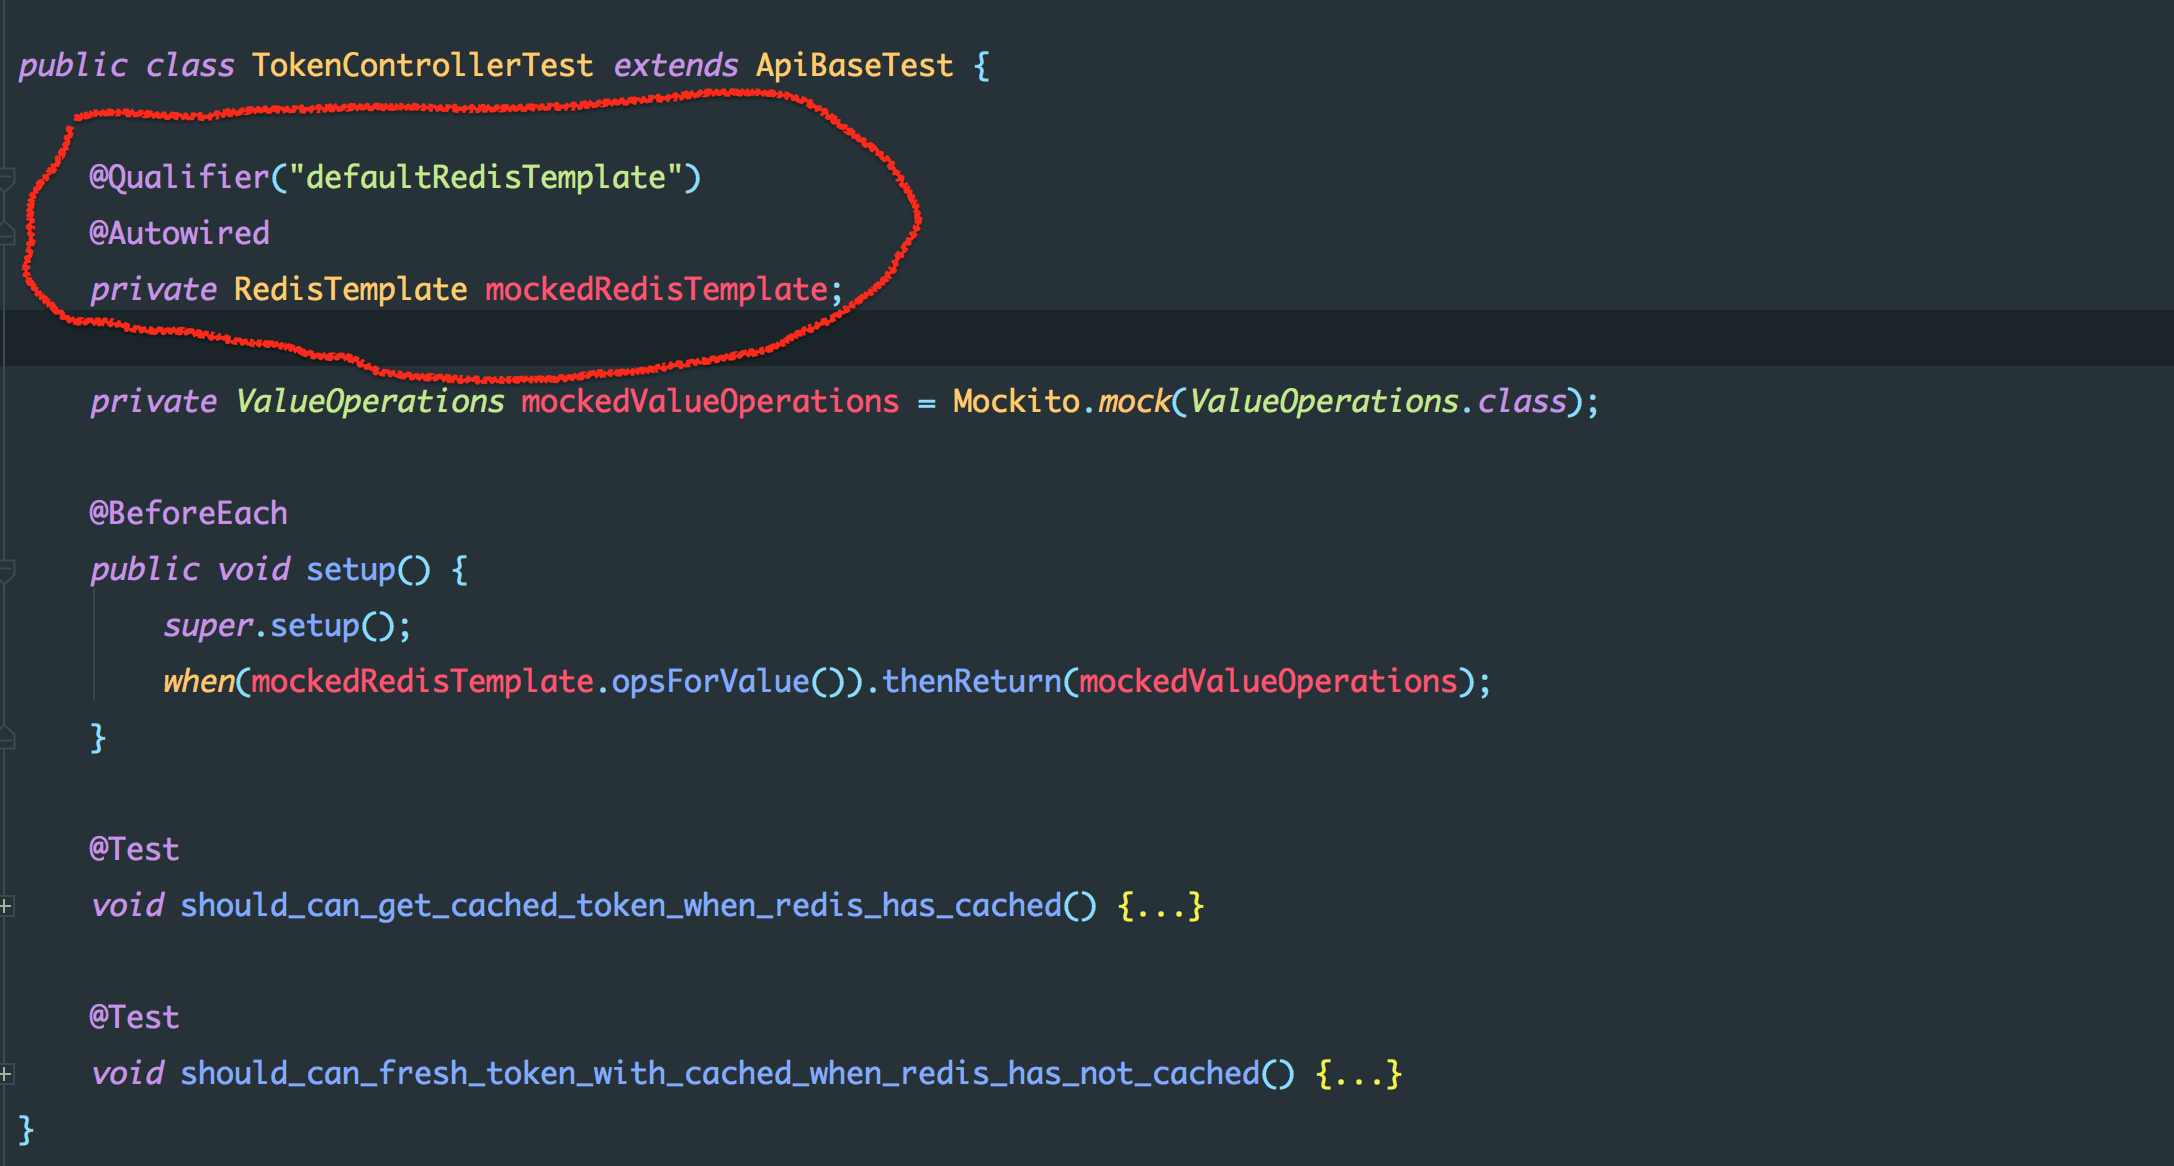 public class TokenControllerTest extends ApiBaseTest {
@Qualifier("defaultRedisTemplate")
@Autowired
private RedisTemplate mockedRedisTemplate;
private ValueOperations mockedValueOperations = Mockito.mock(ValueOperations.class);
@BeforeEach
public void setup() {
super.setup();
when(mockedRedisTemplate.opsForValue()).thenReturn(mockedValueOperations);
}
@Test
void should_can_get_cached_token_when_redis_has_cached() {...}
@Test
void should_can_fresh_token_with_cached_when_redis_has_not_cached() {...}
}